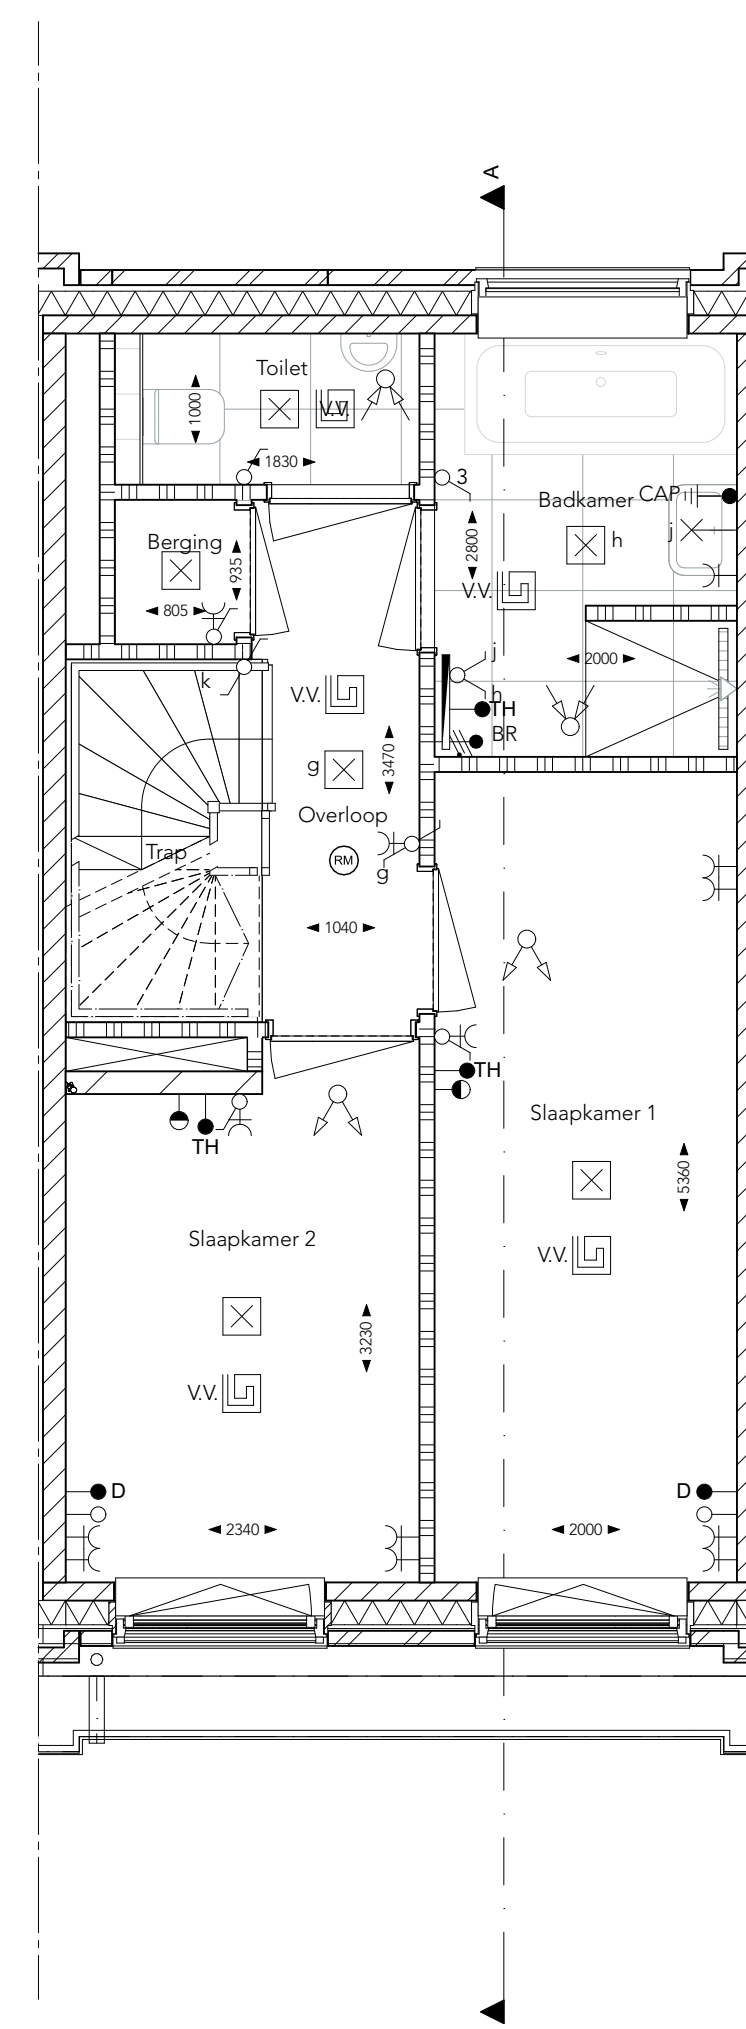 A
Toilet
V.V.
1000
1830
3
Badkamer
CAP
j
h
2800
Berging
935
V.V.
805
2000
k
j
h
TH
BR
V.V.
g
3470
Overloop
Trap
RM
g
1040
TH
TH
Slaapkamer 1
5360
Slaapkamer 2
V.V.
3230
V.V.
D
D
2340
2000